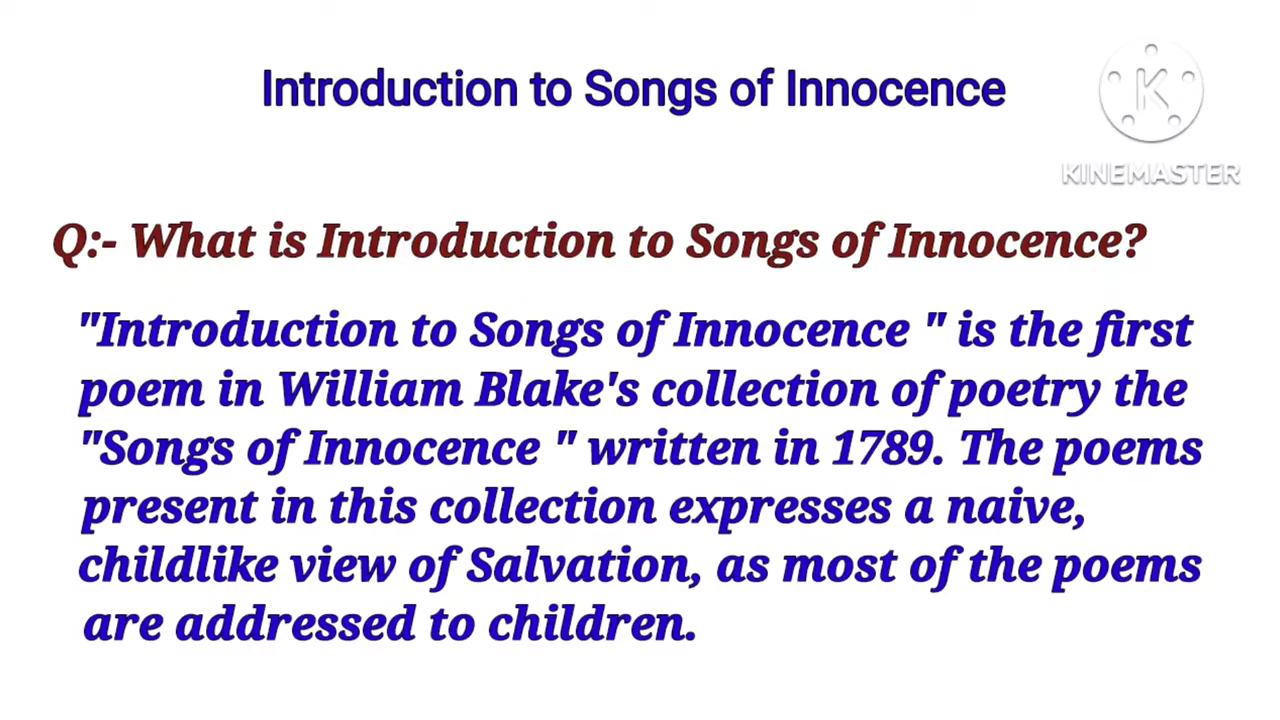 Introduction to Songs of Innocence
K
KINEMASTER
Q:- What is Introduction to Songs of Innocence?
"Introduction to Songs of Innocence " is the first
poem in William Blake's collection of poetry the
"Songs of Innocence " written in 1789. The poems
present in this collection expresses a naive,
childlike view of Salvation, as most of the poems
are addressed to children.